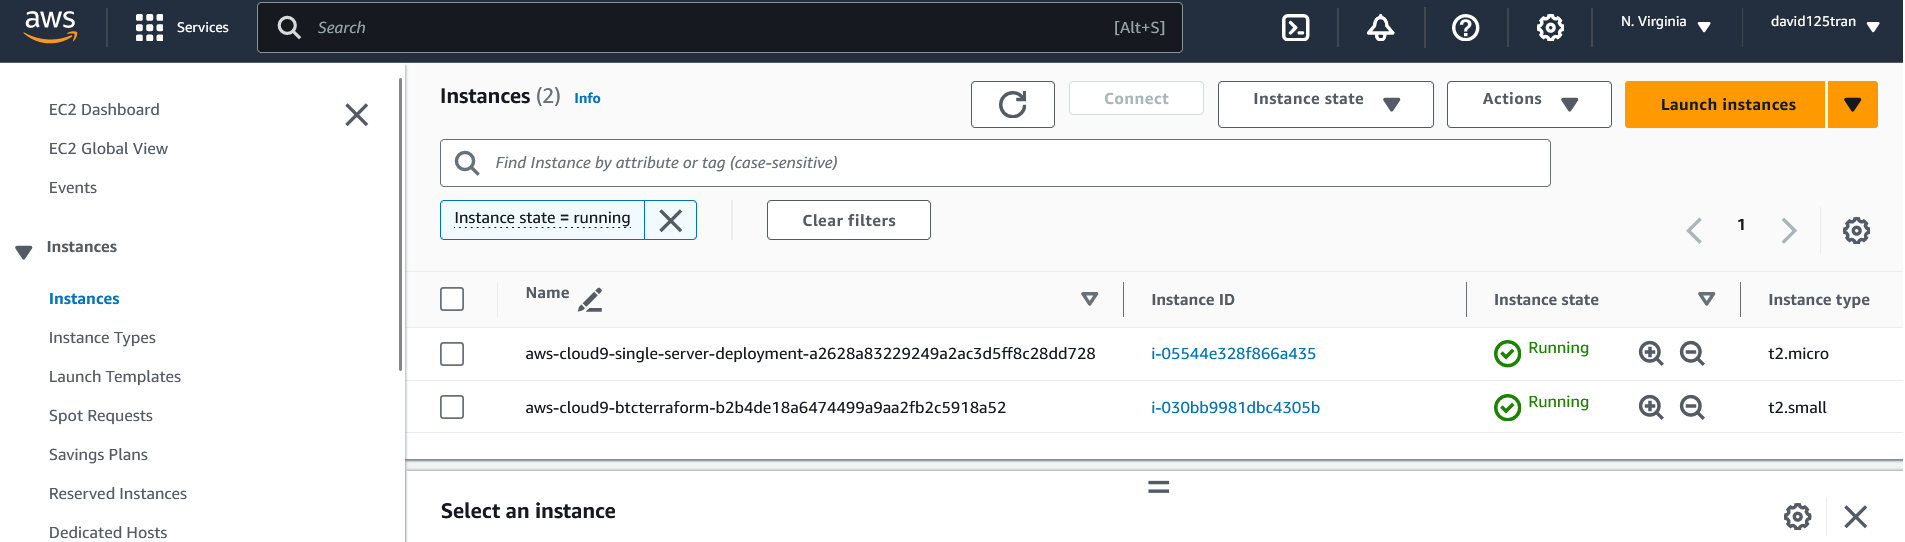 aws
Services
Search
[Alt+S]
N. Virginia
david125tran
EC2 Dashboard
EC2 Global View
Events
Instances
Instances
Instance Types
Launch Templates
Spot Requests
Savings Plans
Reserved Instances
Dedicated Hosts
Instances (2) Info
Connect
Instance state
Actions
Launch instances
Find Instance by attribute or tag (case-sensitive)
Instance state = running
Clear filters
1
Name Instance ID Instance state Instance type
aws-cloud9-single-server-deployment-a2628a83229249a2ac3d5ff8c28dd728 i-05544e328f866a435 Running t2.micro
aws-cloud9-btcterraform-b2b4de18a6474499a9aa2fb2c5918a52 i-030bb9981dbc4305b Running t2.small
Select an instance